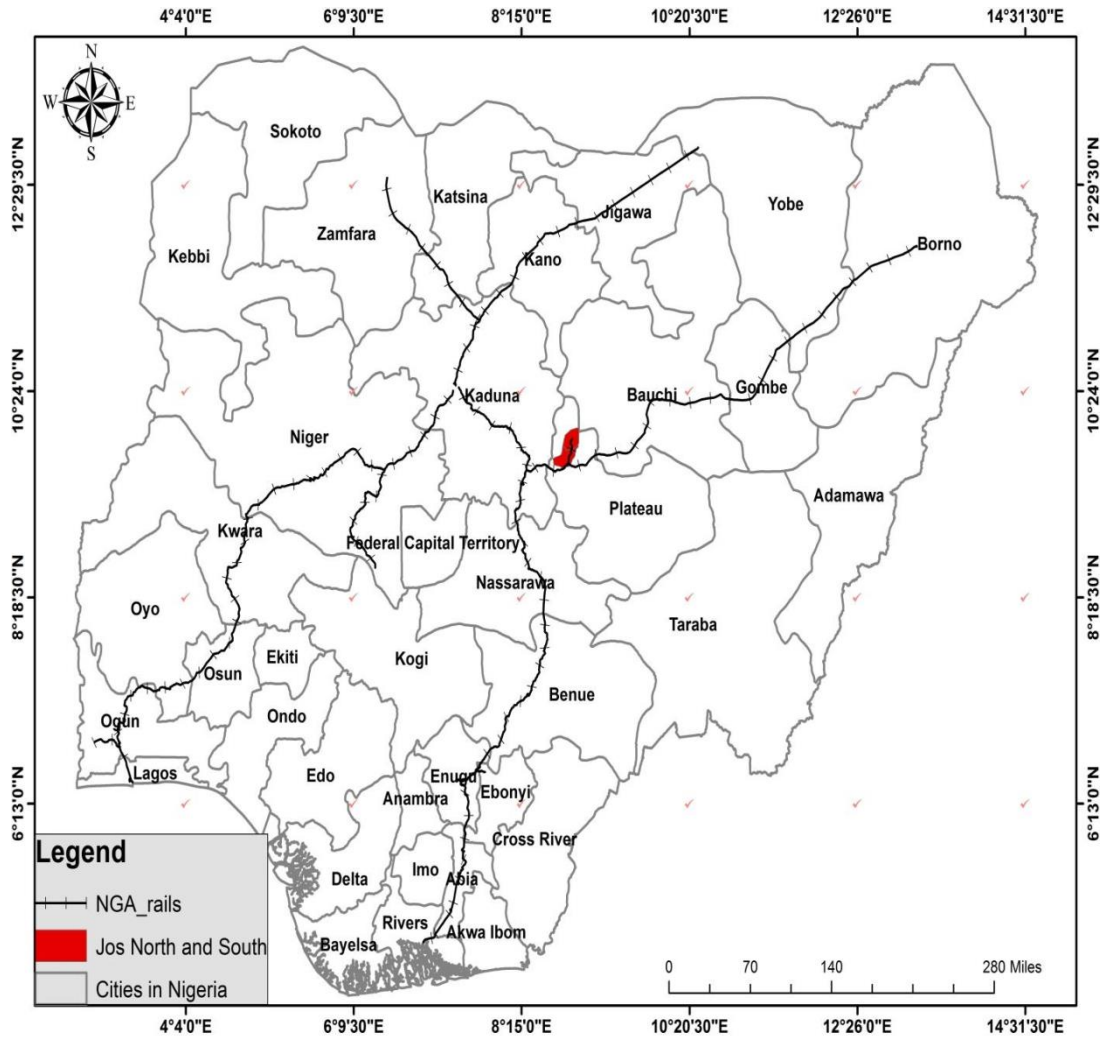 4°4'0"E 6°9'30"E 8°15'0"E 10°20'30"E 12°26'0"E 14°31'30"E
N
W E
S
12°29'30"N 12°29'30"N
10°24'0"N 10°24'0"N
8°18'30"N 8°18'30"N
6°13'0"N 6°13'0"N
Sokoto
Katsina
Yobe
Jigawa
Zamfara
Kebbi
Kano
Borno
Kaduna
Bauchi
Gombe
Niger
Adamawa
Plateau
Kwara
Federal Capital Territory
Nassarawa
Oyo
Taraba
Kogi
Ekiti
Osun
Benue
Ondo
Ogun
Lagos
Edo
Enugu
Anambra
Ebonyi
Cross River
Imo
Delta
Abia
Rivers
Akwa Ibom
Bayelsa
Legend
NGA_rails
Jos North and South
Cities in Nigeria
0 70 140 280 Miles
4°4'0"E 6°9'30"E 8°15'0"E 10°20'30"E 12°26'0"E 14°31'30"E